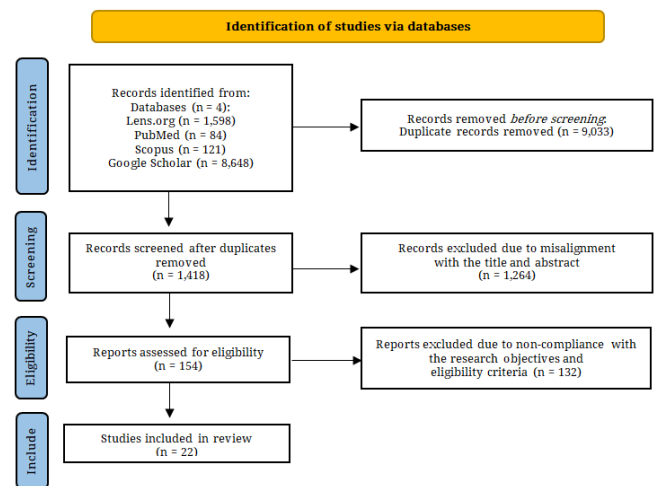 Identification of studies via databases
Identification
Records identified from:
Databases (n = 4):
Lens.org (n = 1,598)
PubMed (n = 84)
Scopus (n = 121)
Google Scholar (n = 8,648)
Records removed before screening:
Duplicate records removed (n = 9,033)
Screening
Records screened after duplicates
removed
(n = 1,418)
Records excluded due to misalignment
with the title and abstract
(n = 1,264)
Eligibility
Reports assessed for eligibility
(n = 154)
Reports excluded due to non-compliance with
the research objectives and
eligibility criteria (n = 132)
Include
Studies included in review
(n = 22)